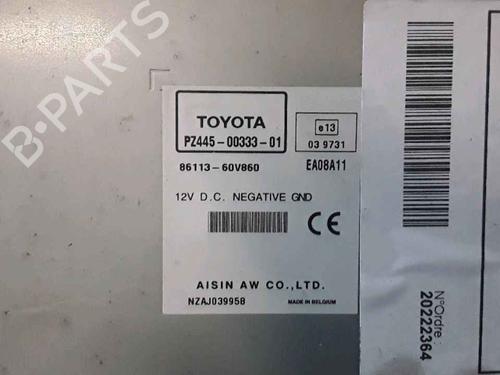 B-PARTS
TOYOTA
PZ445-00333-01
e13
03 9731
86113-60V860
EA08A11
12V D.C. NEGATIVE GND
CE
AISIN AW CO.,LTD.
NZAJ039958
MADE IN BELGIUM
N°Ordre :
20222364